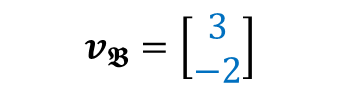 𝒗_𝕭 = [3
−2]